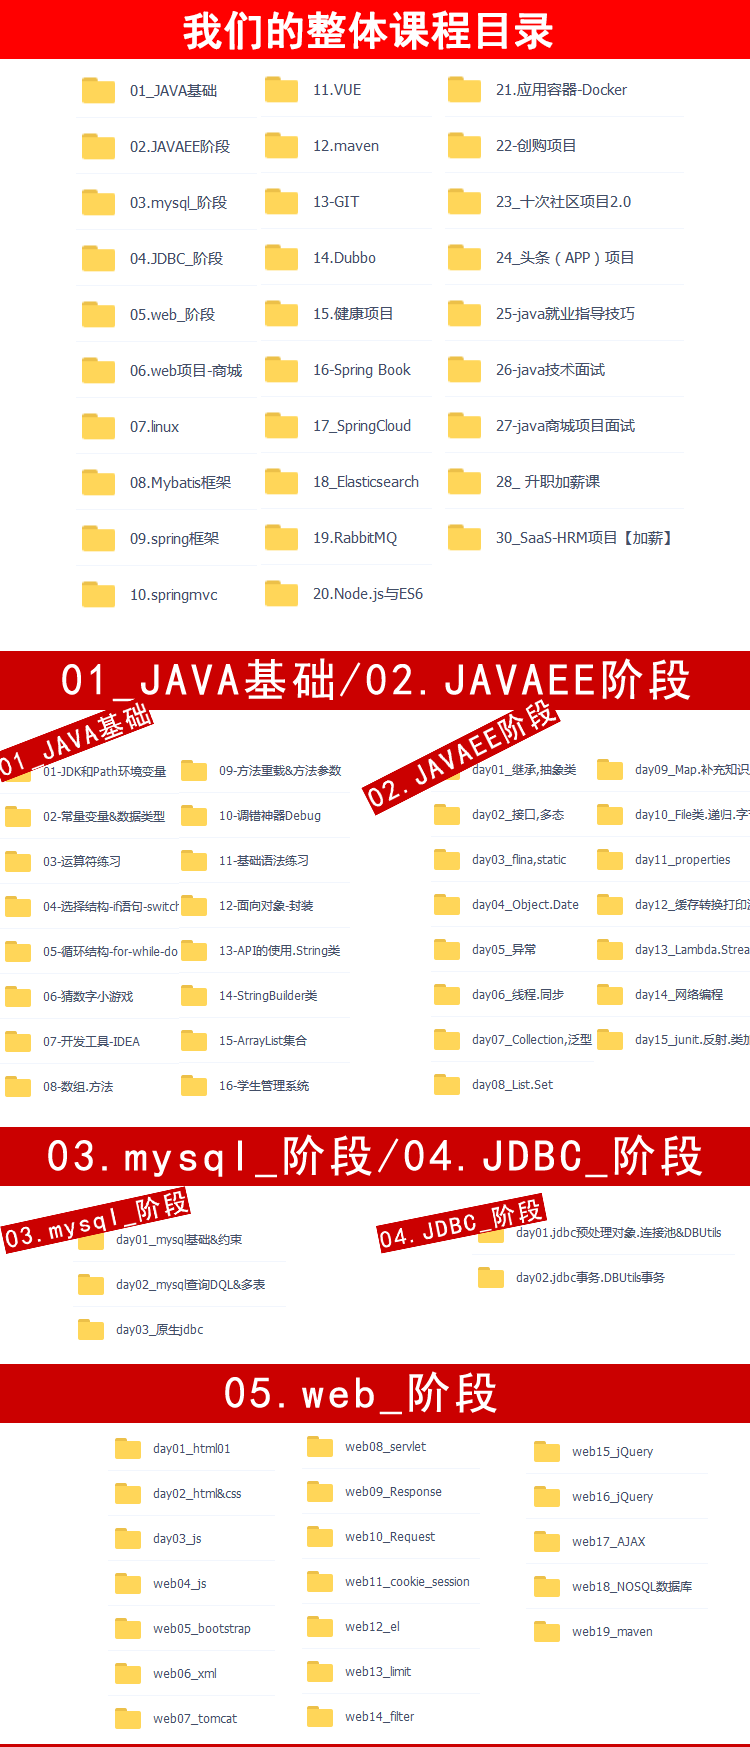 我们的整体课程目录
01_JAVA基础
02.JAVAEE阶段
03.mysql_阶段
04.JDBC_阶段
05.web_阶段
06.web项目-商城
07.linux
08.Mybatis框架
09.spring框架
10.springmvc
11.VUE
12.maven
13-GIT
14.Dubbo
15.健康项目
16-Spring Book
17_SpringCloud
18_Elasticsearch
19.RabbitMQ
20.Node.js与ES6
21.应用容器-Docker
22-创购项目
23_十次社区项目2.0
24_头条（APP）项目
25-java就业指导技巧
26-java技术面试
27-java商城项目面试
28_ 升职加薪课
30_SaaS-HRM项目【加薪】
01_JAVA基础/02.JAVAEE阶段
01_JAVA基础
01-JDK和Path环境变量
02-常量变量&数据类型
03-运算符练习
04-选择结构-if语句-switch
05-循环结构-for-while-do
06-猜数字小游戏
07-开发工具-IDEA
08-数组.方法
09-方法重载&方法参数
10-调错神器Debug
11-基础语法练习
12-面向对象-封装
13-API的使用.String类
14-StringBuilder类
15-ArrayList集合
16-学生管理系统
02.JAVAEE阶段
day01_继承,抽象类
day02_接口,多态
day03_flina,static
day04_Object.Date
day05_异常
day06_线程.同步
day07_Collection,泛型
day08_List.Set
day09_Map.补充知识
day10_File类.递归.字
day11_properties
day12_缓存转换打印
day13_Lambda.Strea
day14_网络编程
day15_junit.反射.类加
03.mysql_阶段/04.JDBC_阶段
03.mysql_阶段
day01_mysql基础&约束
day02_mysql查询DQL&多表
day03_原生jdbc
04.JDBC_阶段
day01.jdbc预处理对象.连接池&DBUtils
day02.jdbc事务.DBUtils事务
05.web_阶段
day01_html01
day02_html&css
day03_js
web04_js
web05_bootstrap
web06_xml
web07_tomcat
web08_servlet
web09_Response
web10_Request
web11_cookie_session
web12_el
web13_limit
web14_filter
web15_jQuery
web16_jQuery
web17_AJAX
web18_NOSQL数据库
web19_maven